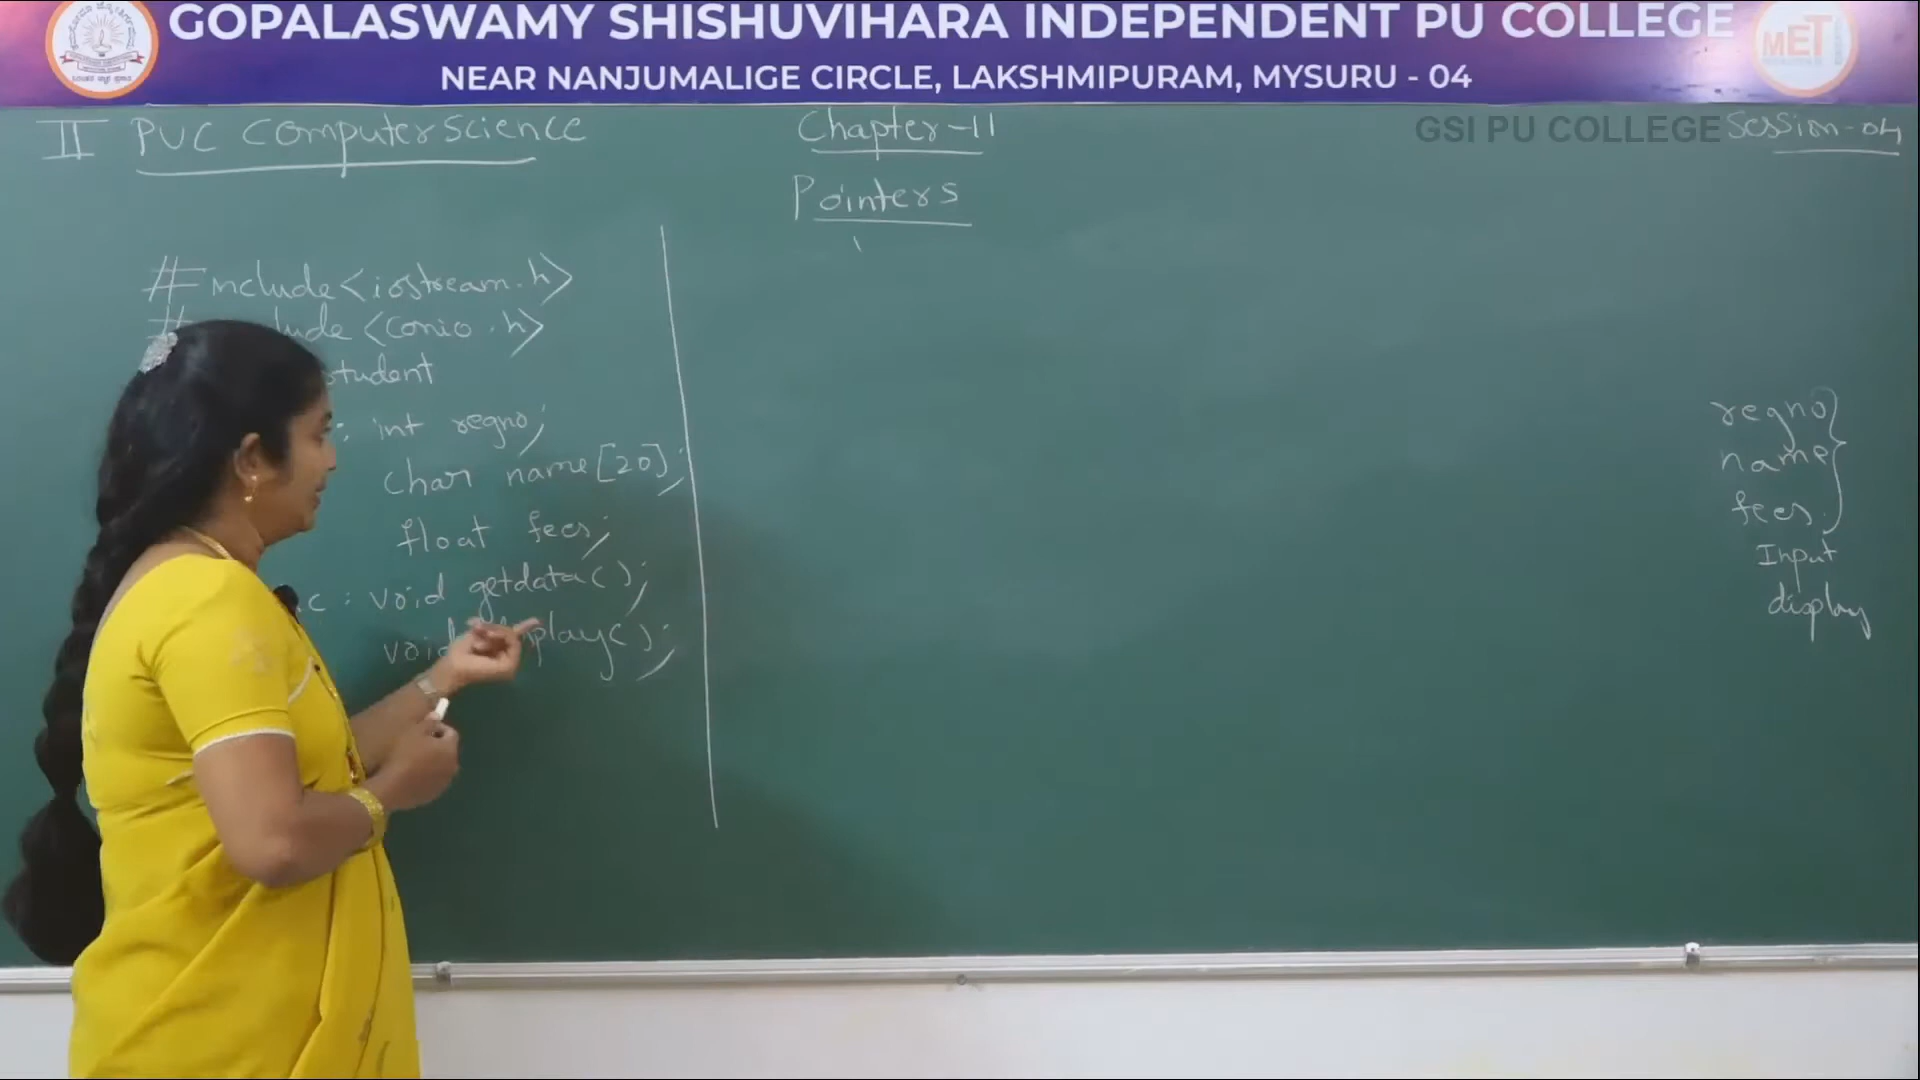 GOPALASWAMY SHISHUVIHARA INDEPENDENT PU COLLEGE
NEAR NANJUMALIGE CIRCLE, LAKSHMIPURAM, MYSURU - 04
MET
II PUC Computer Science
Chapter-11
GSI PU COLLEGE
Session-04
Pointers
#include<iostream.h>
<conio.h>
student
: int regno;
char name[20];
float fees;
void getdata();
void
regno
name
fees.
Input
display